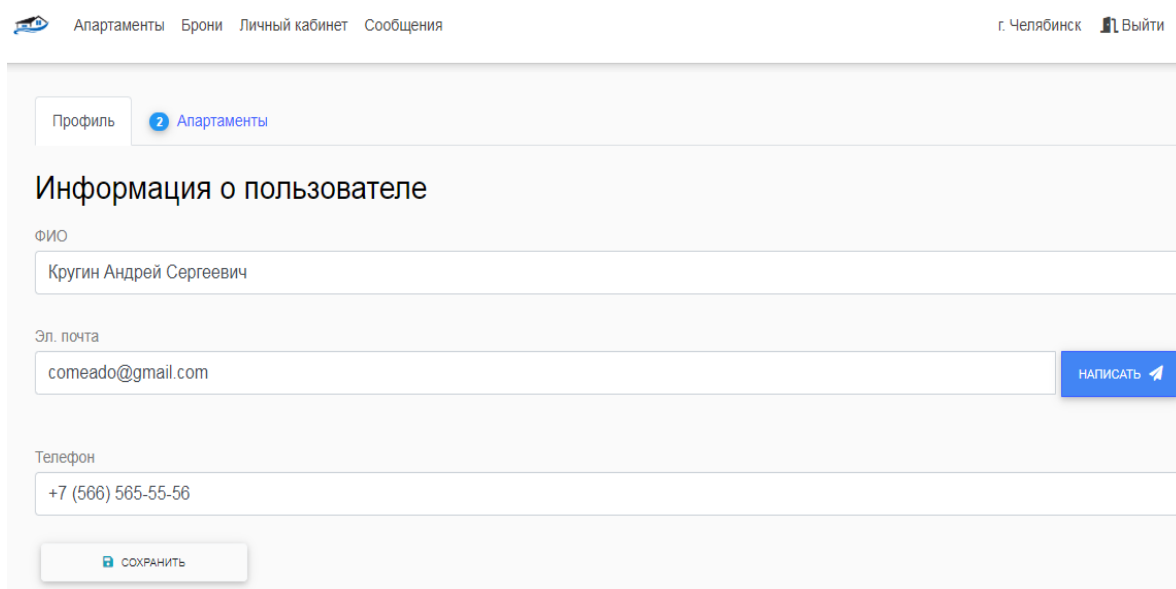 Апартаменты Брони Личный кабинет Сообщения г. Челябинск Выйти
Профиль 2 Апартаменты
Информация о пользователе
ФИО
Кругин Андрей Сергеевич
Эл. почта
comeado@gmail.com НАПИСАТЬ
Телефон
+7 (566) 565-55-56
СОХРАНИТЬ